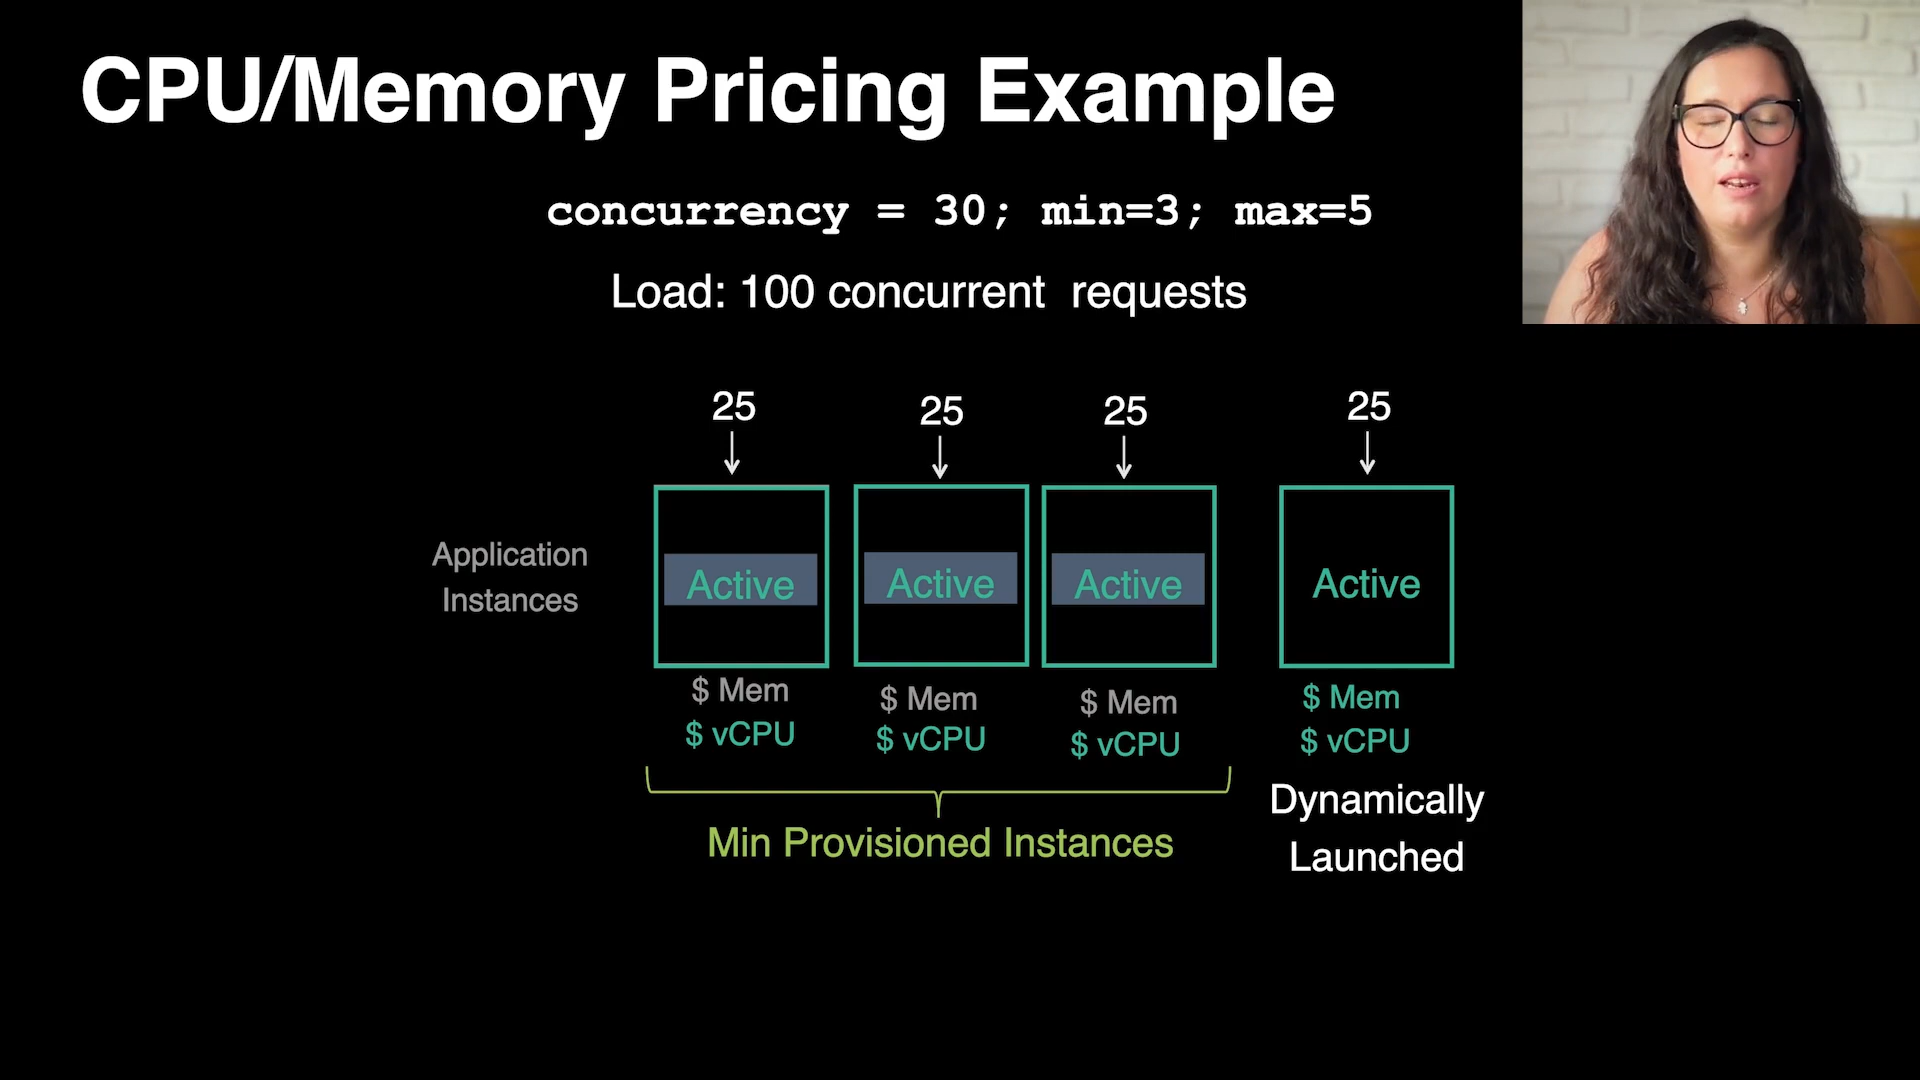 CPU/Memory Pricing Example
concurrency = 30; min=3; max=5
Load: 100 concurrent requests
25 25 25 25
Application
Instances
Active Active Active Active
$ Mem $ Mem $ Mem $ Mem
$ vCPU $ vCPU $ vCPU $ vCPU
Min Provisioned Instances
Dynamically
Launched